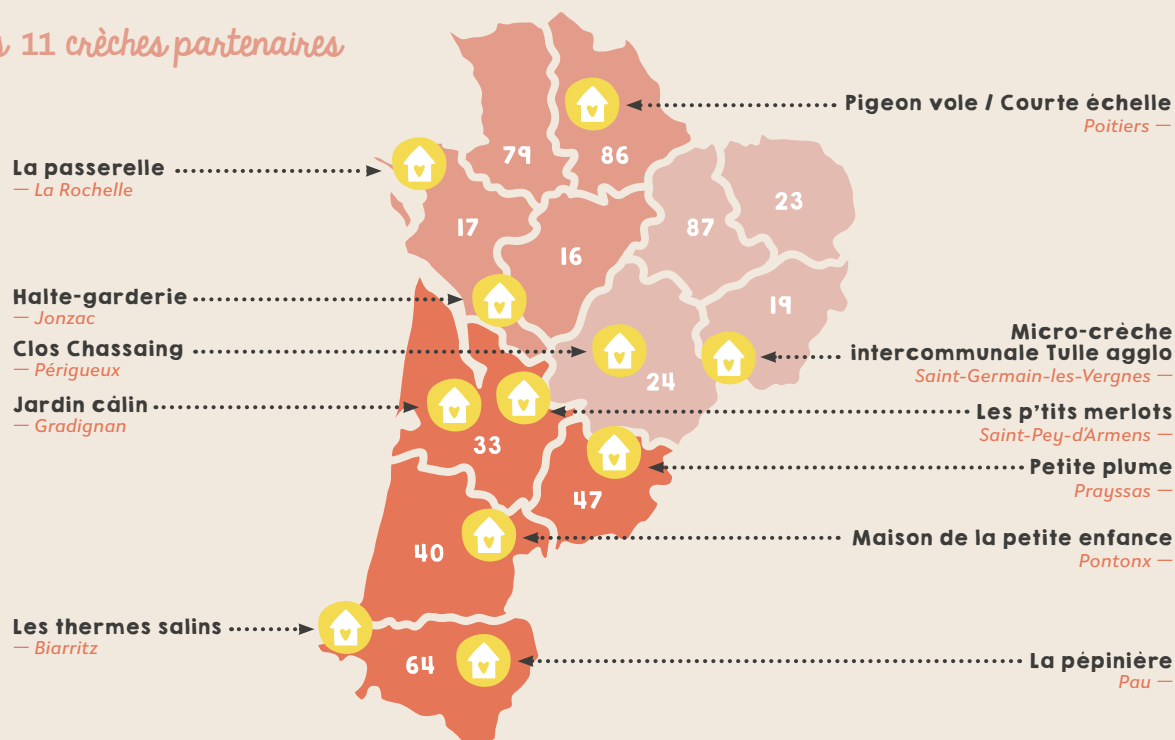 11 crèches partenaires
Pigeon vole / Courte échelle
Poitiers —
La passerelle
— La Rochelle
79
86
23
17
87
16
Halte-garderie
— Jonzac
19
Clos Chassaing
— Périgueux
Micro-crèche
intercommunale Tulle agglo
Saint-Germain-les-Vergnes —
24
Jardin câlin
— Gradignan
Les p'tits merlots
Saint-Pey-d'Armens —
33
Petite plume
Prayssas —
47
40
Maison de la petite enfance
Pontonx —
Les thermes salins
— Biarritz
64
La pépinière
Pau —